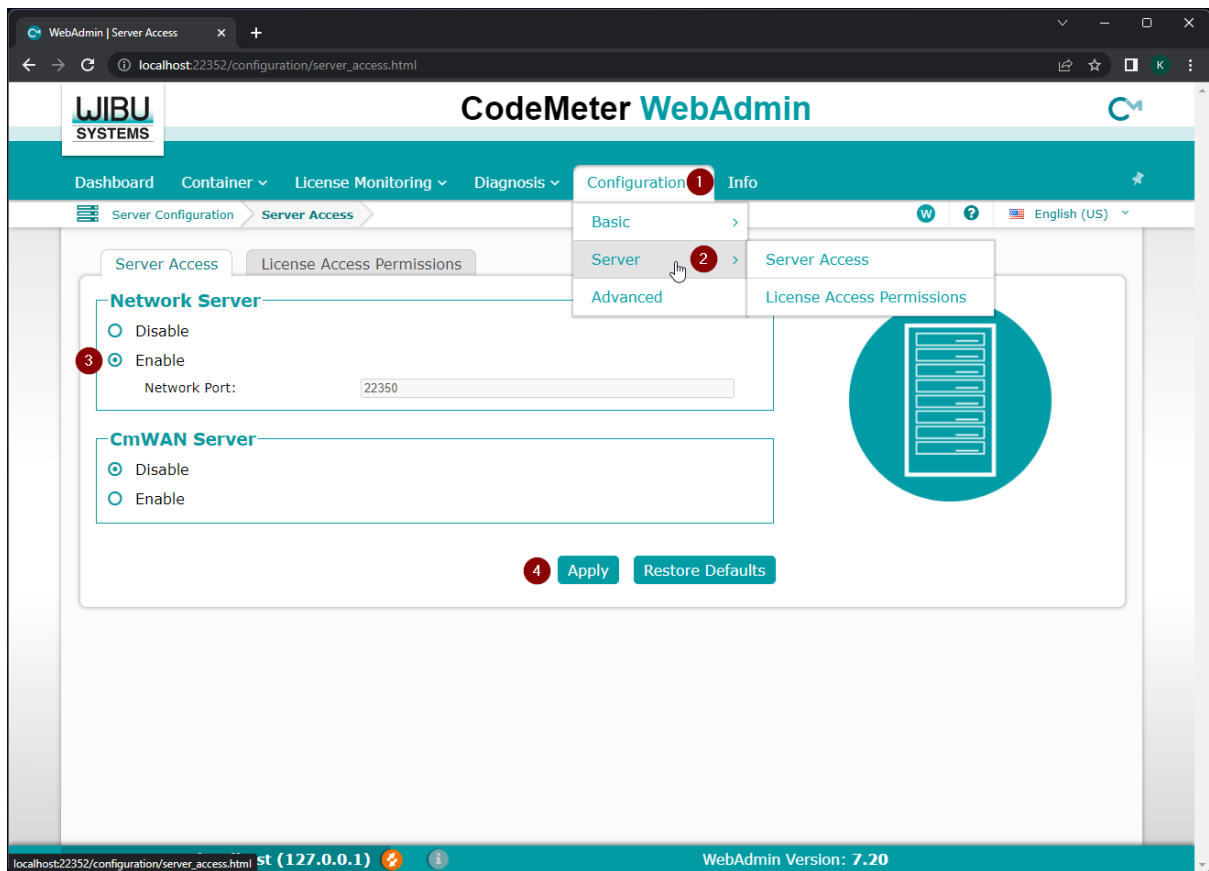 WebAdmin | Server Access
localhost:22352/configuration/server_access.html
K
WIBU
SYSTEMS
CodeMeter WebAdmin
Dashboard Container License Monitoring Diagnosis Configuration 1 Info
Server Configuration Server Access
W ? English (US)
Basic
Server 2
Advanced
Server Access
License Access Permissions
Server Access License Access Permissions
Network Server
Disable
3 Enable
Network Port: 22350
CmWAN Server
Disable
Enable
4 Apply Restore Defaults
localhost:22352/configuration/server_access.html
st (127.0.0.1) i WebAdmin Version: 7.20